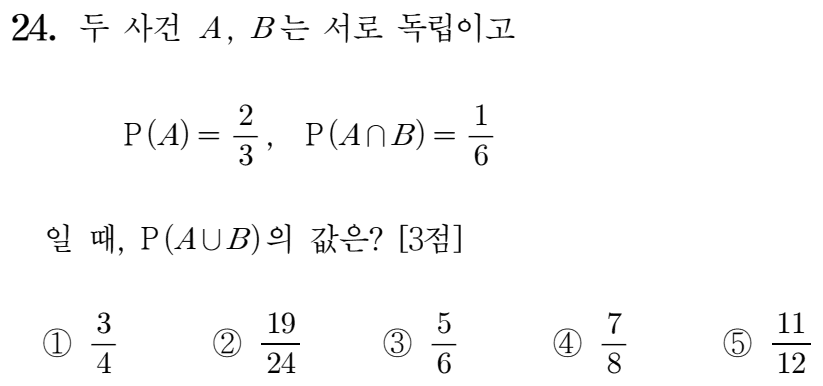 24. 두 사건 A, B는 서로 독립이고
P(A) = 2/3, P(A∩B) = 1/6
일 때, P(A∪B)의 값은? [3점]
① 3/4 ② 19/24 ③ 5/6 ④ 7/8 ⑤ 11/12